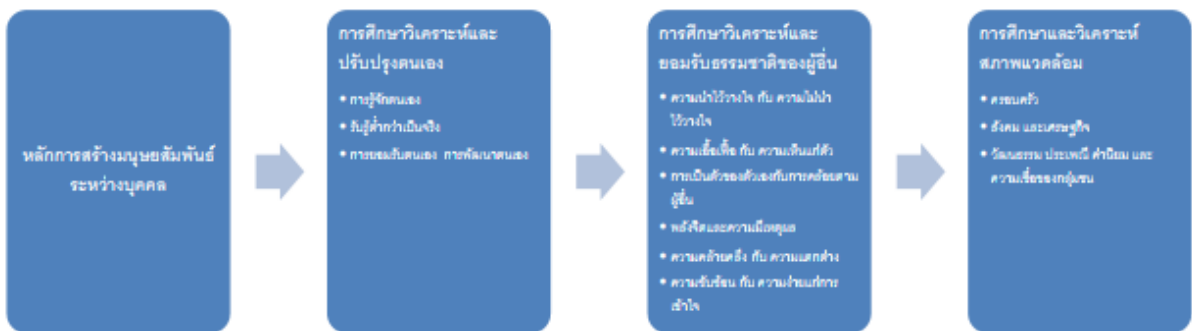 หลักการสร้างมนุษยสัมพันธ์
ระหว่างบุคคล
การศึกษาวิเคราะห์และ
ปรับปรุงตนเอง
• การรู้จักตนเอง
• รับรู้ต่ำกว่าเป็นจริง
• การยอมรับตนเอง การพัฒนาตนเอง
การศึกษาวิเคราะห์และ
ยอมรับธรรมชาติของผู้อื่น
• ความน่าไว้วางใจ กับ ความไม่น่า
ไว้วางใจ
• ความเอื้อเฟื้อ กับ ความเห็นแก่ตัว
• การเป็นตัวของตัวเองกับการคล้อยตาม
ผู้อื่น
• พลังจิตและความมีเหตุผล
• ความคล้ายคลึง กับ ความแตกต่าง
• ความซับซ้อน กับ ความง่ายแก่การ
เข้าใจ
การศึกษาและวิเคราะห์
สภาพแวดล้อม
• ครอบครัว
• สังคม และเศรษฐกิจ
• วัฒนธรรม ประเพณี ค่านิยม และ
ความเชื่อของกลุ่มชน